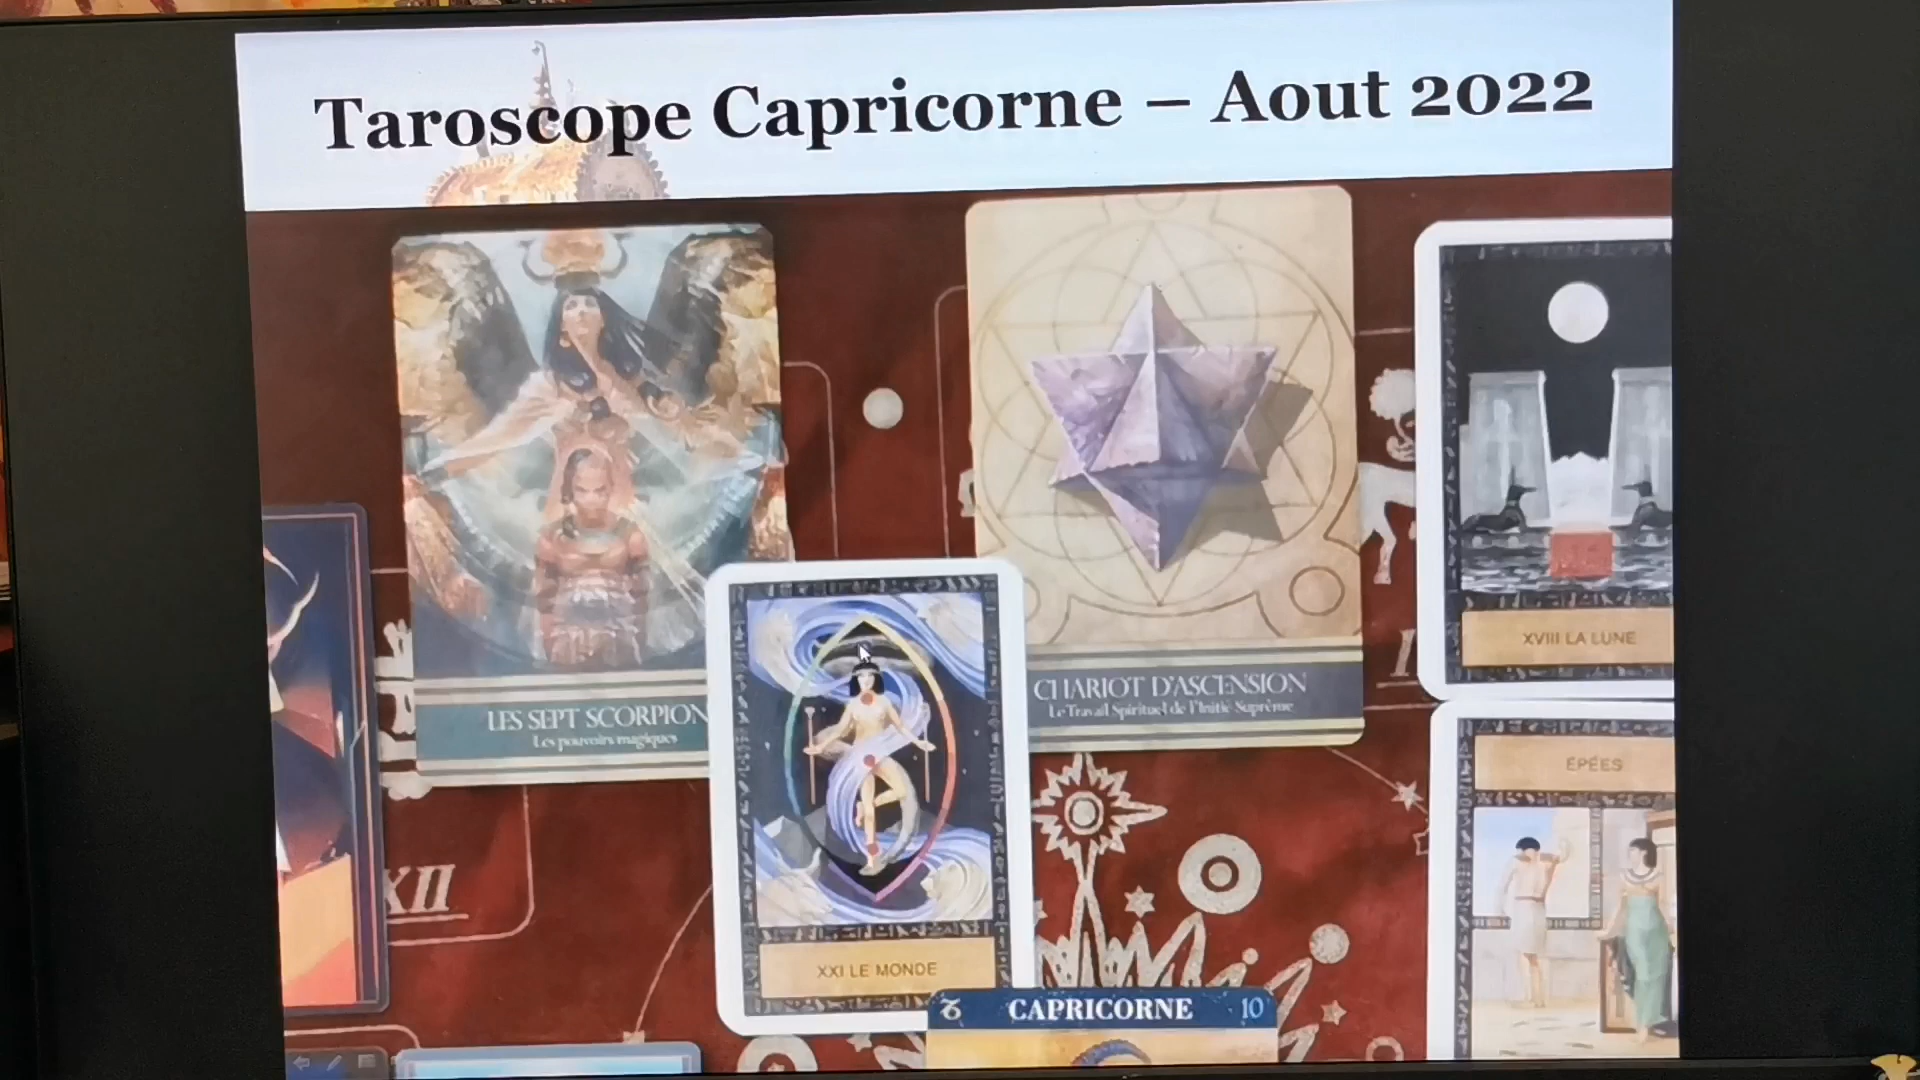 Taroscope Capricorne – Aout 2022
XVIII LA LUNE
CHARIOT D'ASCENSION
Le Travail Spirituel de l'Initié Suprême
LES SEPT SCORPION
Les pouvoirs magiques
ÉPÉES
I
XII
XXI LE MONDE
CAPRICORNE 10